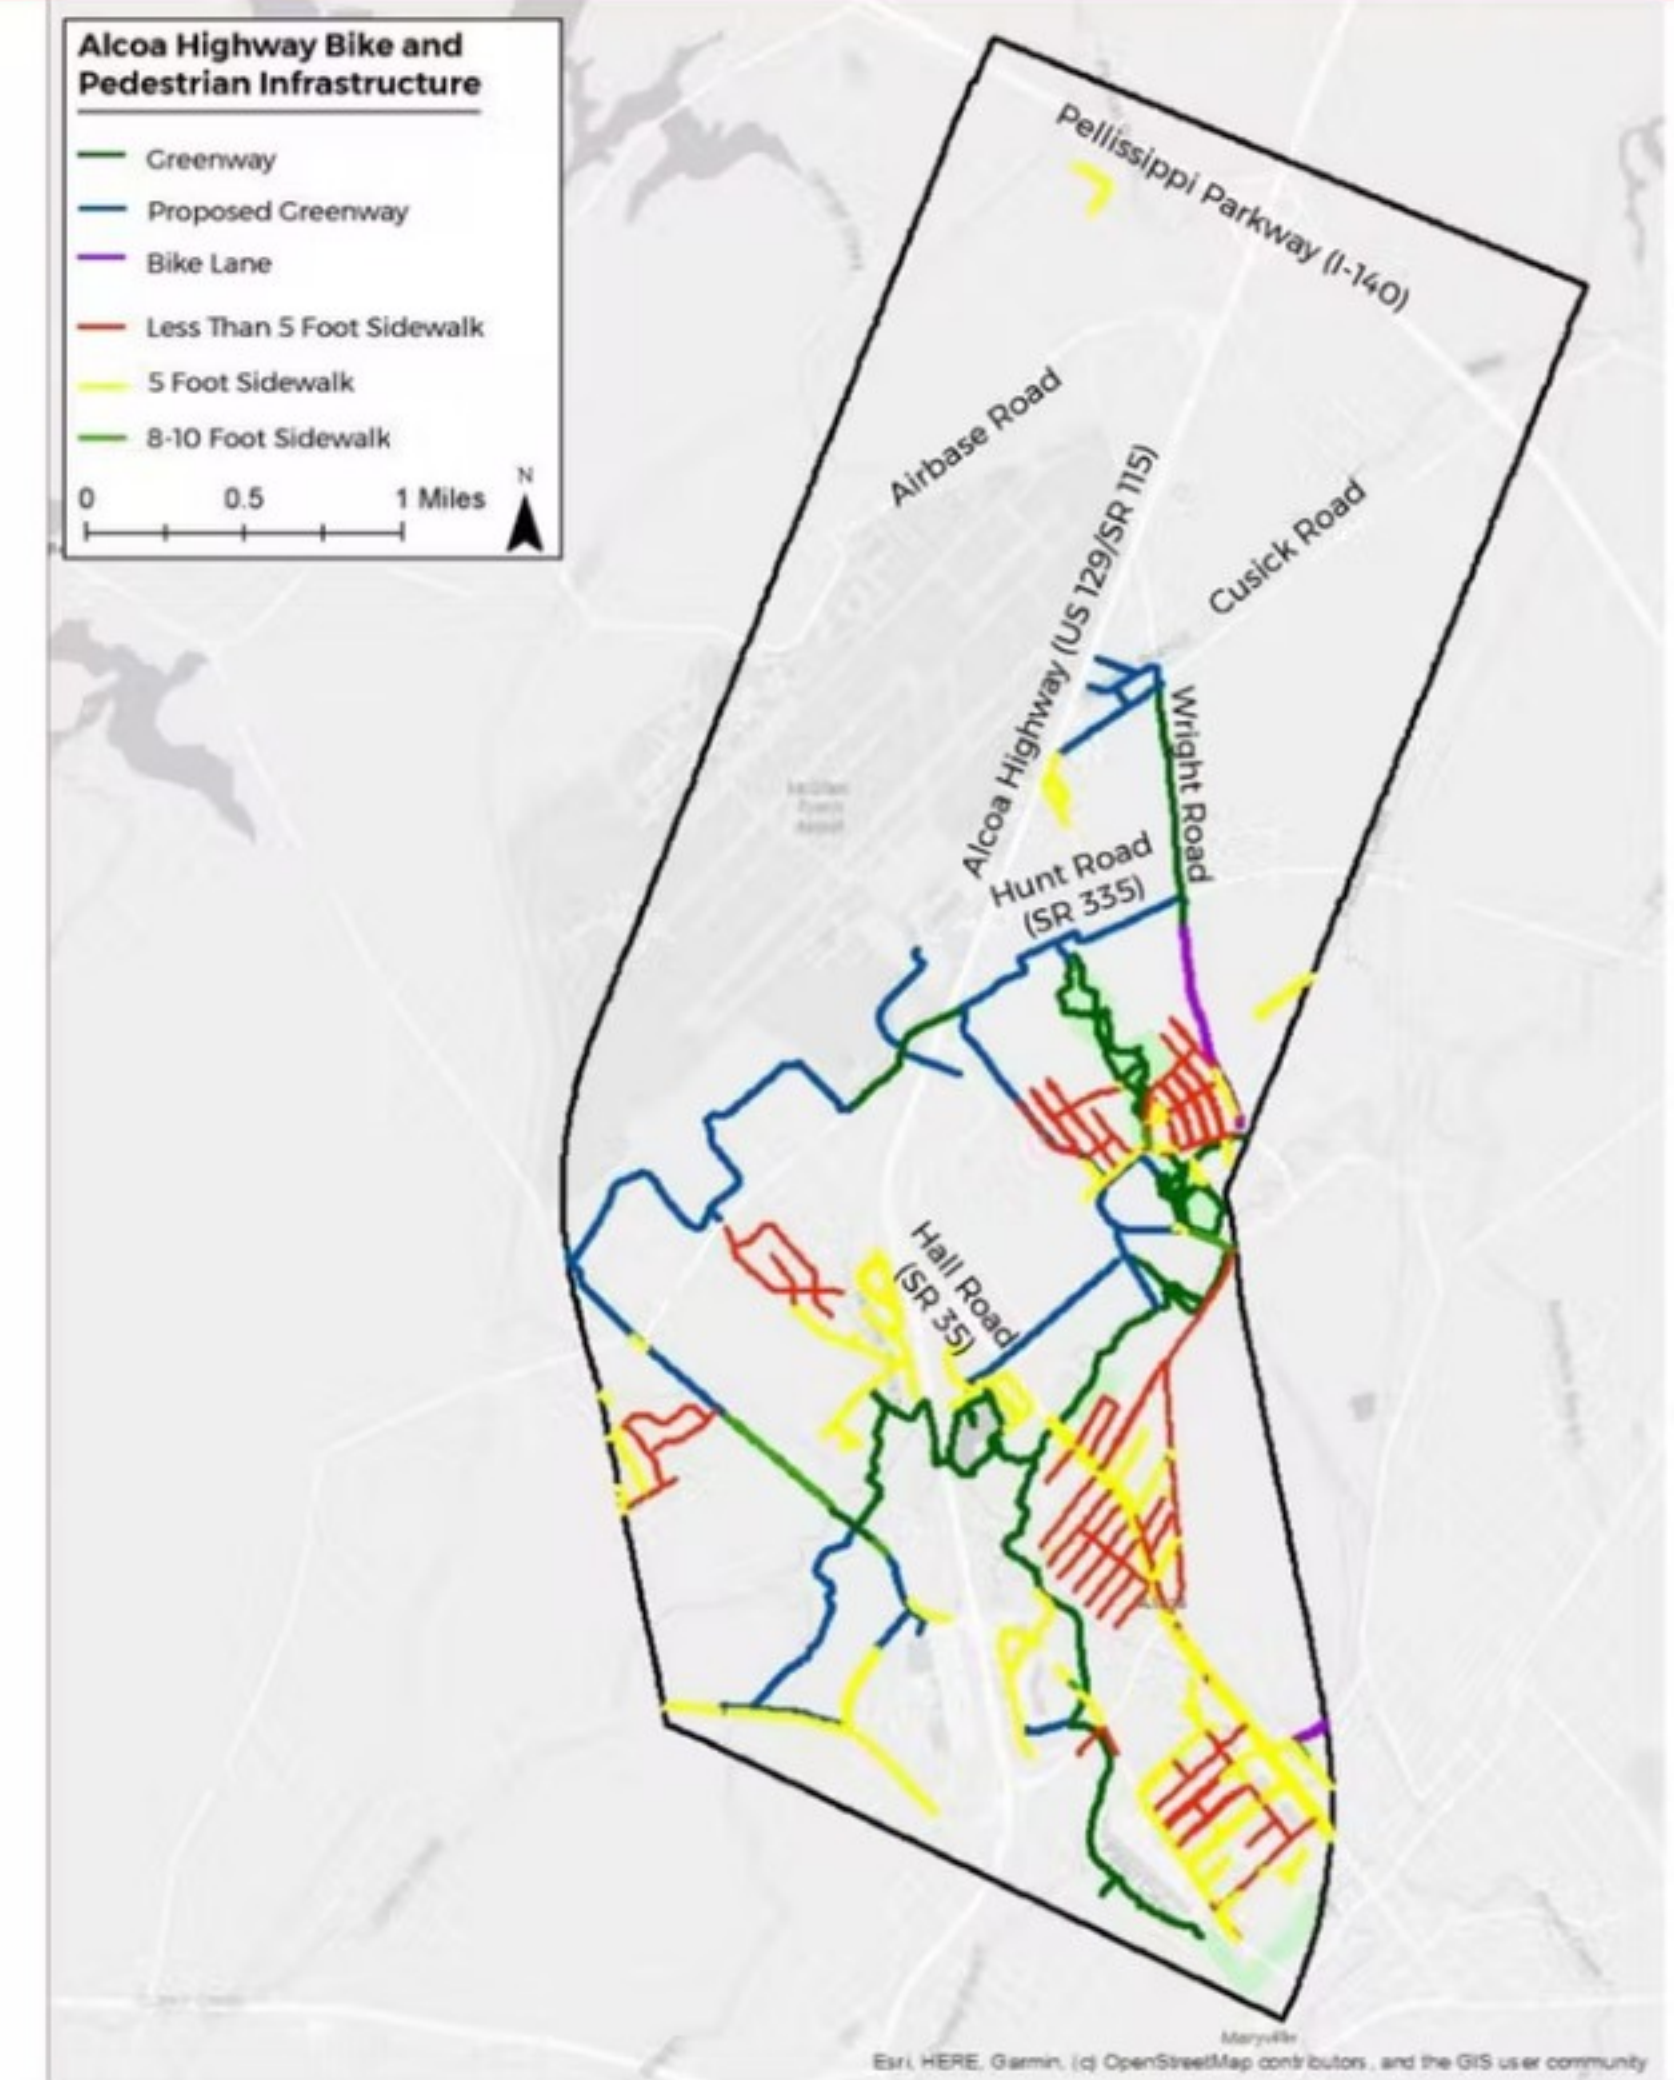 Alcoa Highway Bike and
Pedestrian Infrastructure
Greenway
Proposed Greenway
Bike Lane
Less Than 5 Foot Sidewalk
5 Foot Sidewalk
8-10 Foot Sidewalk
N
0 0.5 1 Miles
Pellissippi Parkway (I-140)
Airbase Road
Alcoa Highway (US 129/SR 115)
Cusick Road
Wright Road
Hunt Road
(SR 335)
Hall Road
(SR 35)
Maryville
Esri, HERE, Garmin, (c) OpenStreetMap contributors, and the GIS user community